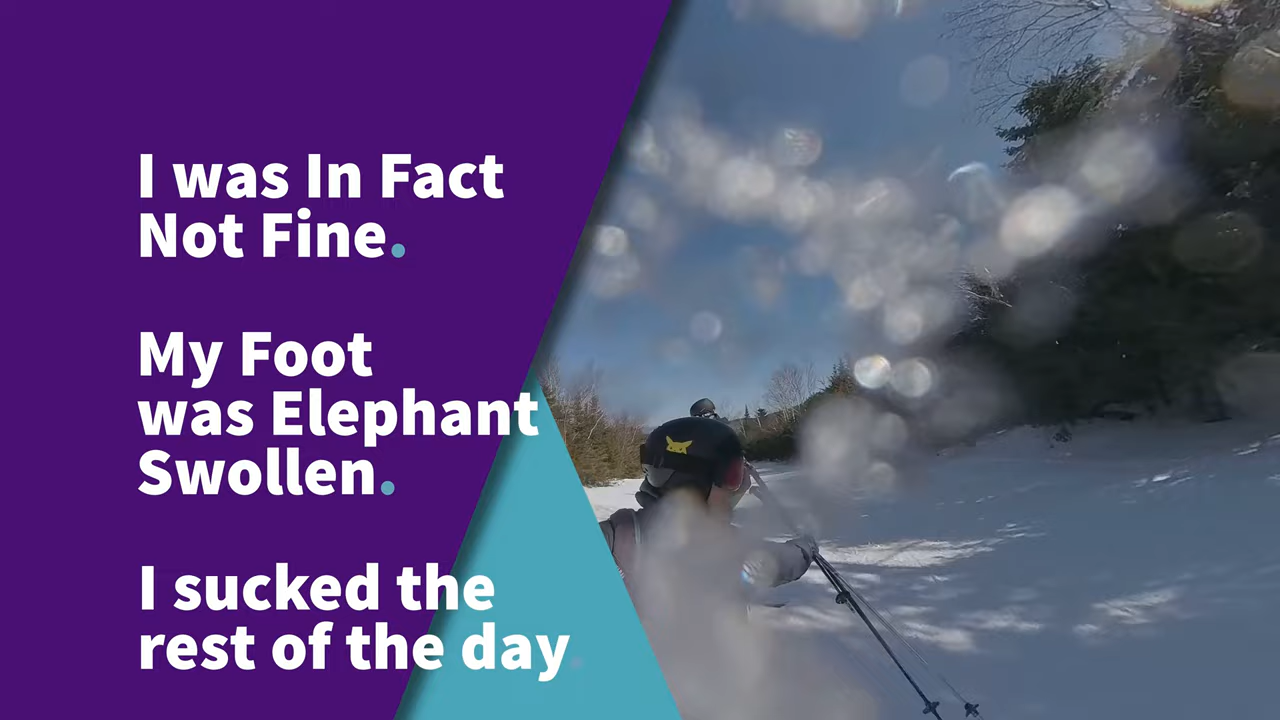 I was In Fact
Not Fine.
My Foot
was Elephant
Swollen.
I sucked the
rest of the day.